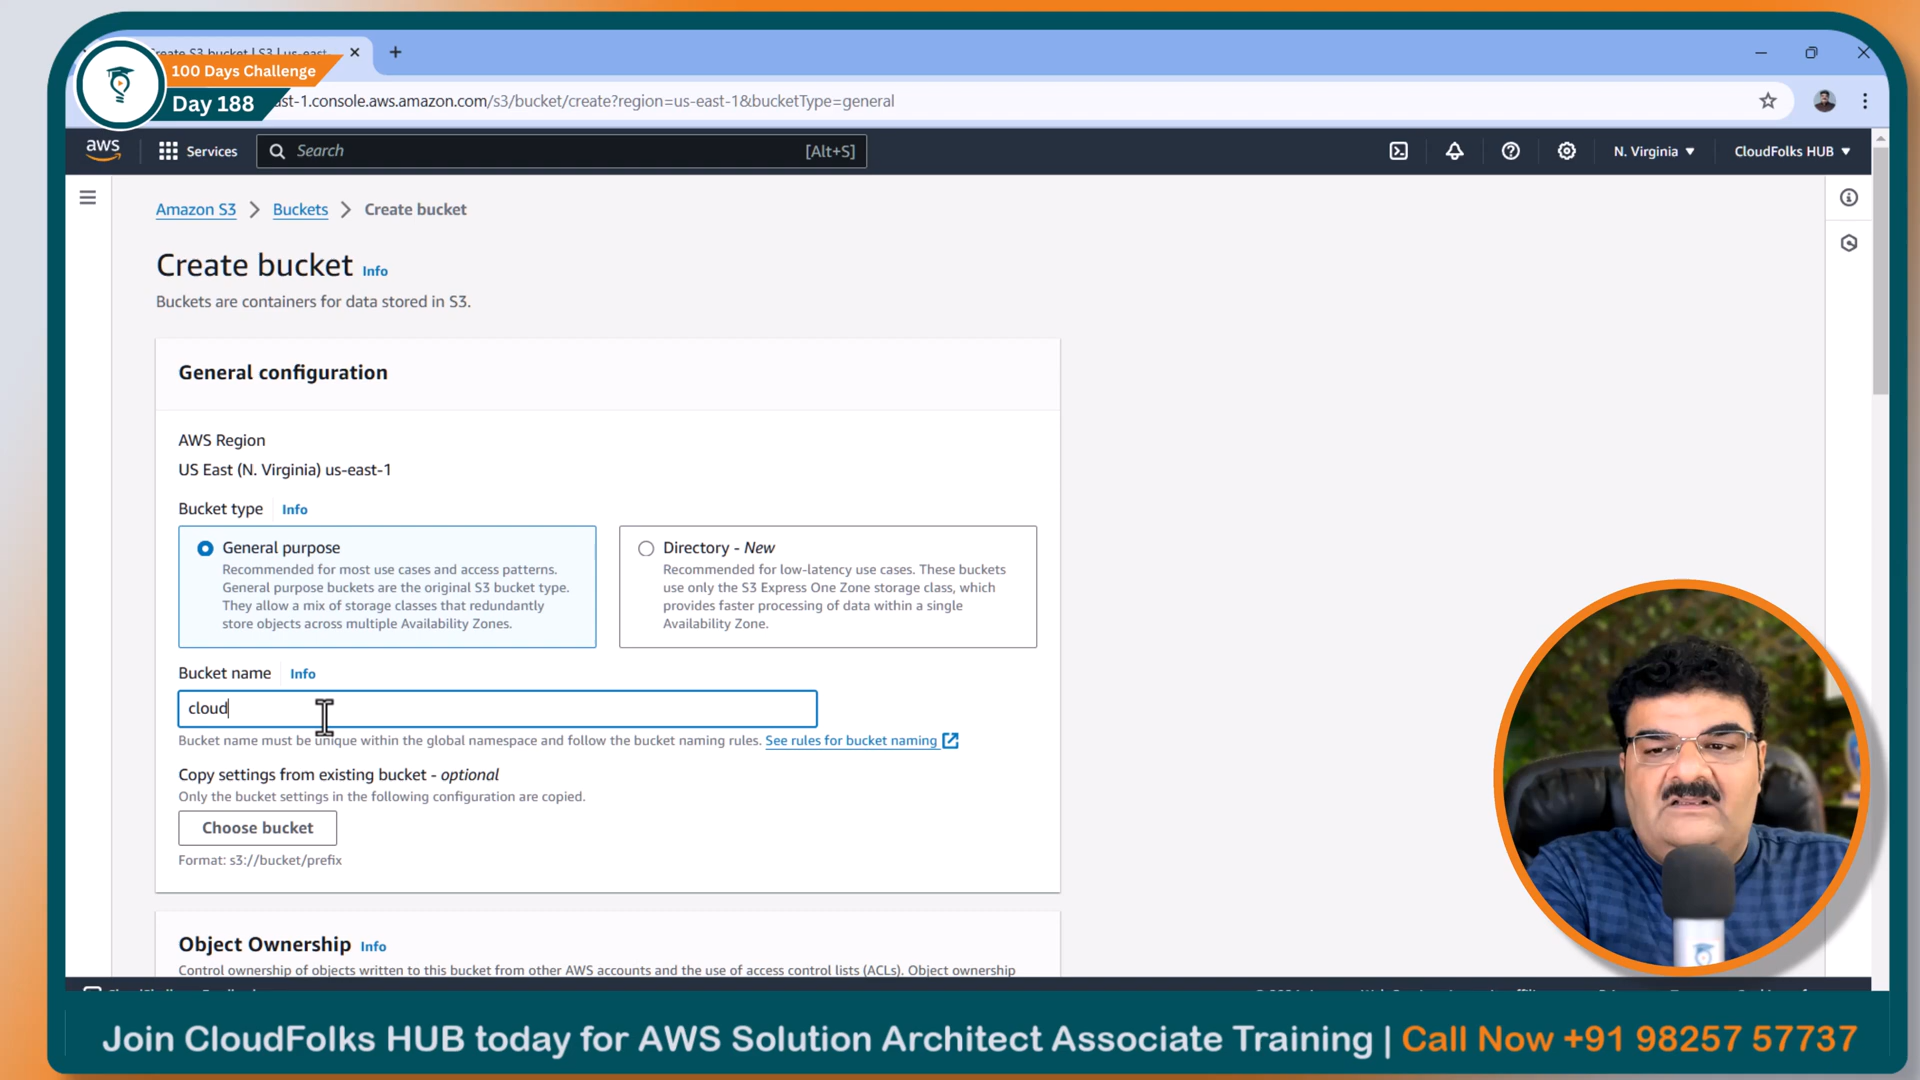 Create S3 bucket | S3 | us-east
100 Days Challenge
Day 188
st-1.console.aws.amazon.com/s3/bucket/create?region=us-east-1&bucketType=general
aws
Services
Search
[Alt+S]
N. Virginia
CloudFolks HUB
Amazon S3 > Buckets > Create bucket
Create bucket Info
Buckets are containers for data stored in S3.
General configuration
AWS Region
US East (N. Virginia) us-east-1
Bucket type Info
General purpose
Recommended for most use cases and access patterns.
General purpose buckets are the original S3 bucket type.
They allow a mix of storage classes that redundantly
store objects across multiple Availability Zones.
Directory - New
Recommended for low-latency use cases. These buckets
use only the S3 Express One Zone storage class, which
provides faster processing of data within a single
Availability Zone.
Bucket name Info
cloud
Bucket name must be unique within the global namespace and follow the bucket naming rules. See rules for bucket naming
Copy settings from existing bucket - optional
Only the bucket settings in the following configuration are copied.
Choose bucket
Format: s3://bucket/prefix
Object Ownership Info
Control ownership of objects written to this bucket from other AWS accounts and the use of access control lists (ACLs). Object ownership
Join CloudFolks HUB today for AWS Solution Architect Associate Training | Call Now +91 98257 57737